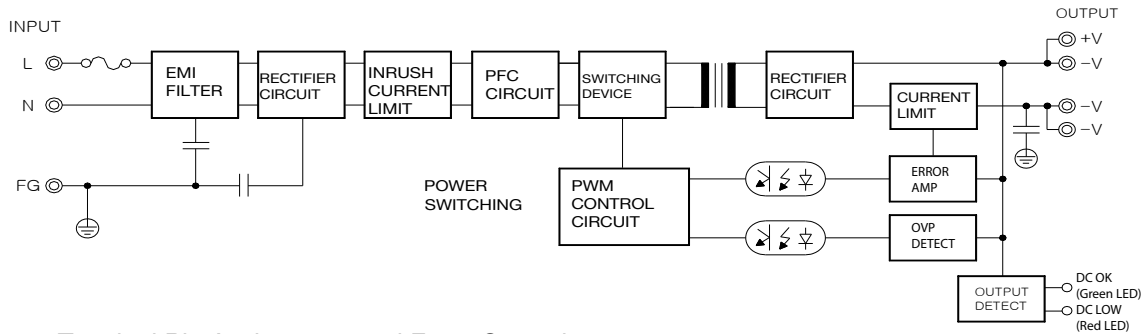 INPUT
OUTPUT
+V
L
−V
EMI
FILTER
RECTIFIER
CIRCUIT
INRUSH
CURRENT
LIMIT
PFC
CIRCUIT
SWITCHING
DEVICE
RECTIFIER
CIRCUIT
CURRENT
LIMIT
N
−V
−V
FG
POWER
SWITCHING
PWM
CONTROL
CIRCUIT
ERROR
AMP
OVP
DETECT
OUTPUT
DETECT
DC OK
(Green LED)
DC LOW
(Red LED)